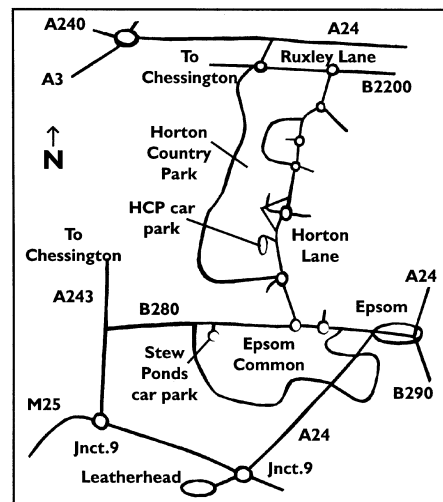 A240
A24
To
Chessington
Ruxley Lane
A3
B2200
N
Horton
Country
Park
HCP car
park
Horton
Lane
To
Chessington
A243
B280
A24
Epsom
Stew
Ponds
car park
Epsom
Common
B290
M25
Jnct.9
A24
Leatherhead
Jnct.9